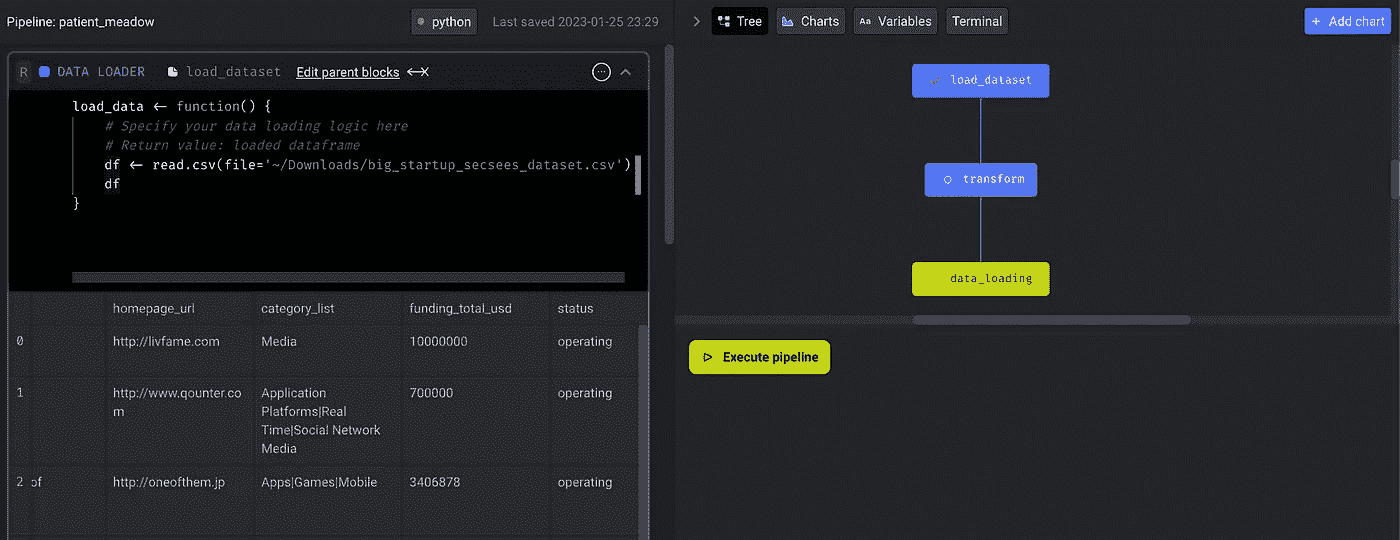 Pipeline: patient_meadow
python
Last saved 2023-01-25 23:29
Tree
Charts
Aa Variables
Terminal
+ Add chart
R DATA LOADER load_dataset Edit parent blocks
load_data <- function() {
# Specify your data loading logic here
# Return value: loaded dataframe
df <- read.csv(file='~/Downloads/big_startup_secsees_dataset.csv')
df
}
homepage_url category_list funding_total_usd status
0 http://livfame.com Media 10000000 operating
1 http://www.qounter.co Application 700000 operating
m Platforms|Real
Time|Social Network
Media
2 of http://oneofthem.jp Apps|Games|Mobile 3406878 operating
load_dataset
transform
data_loading
Execute pipeline